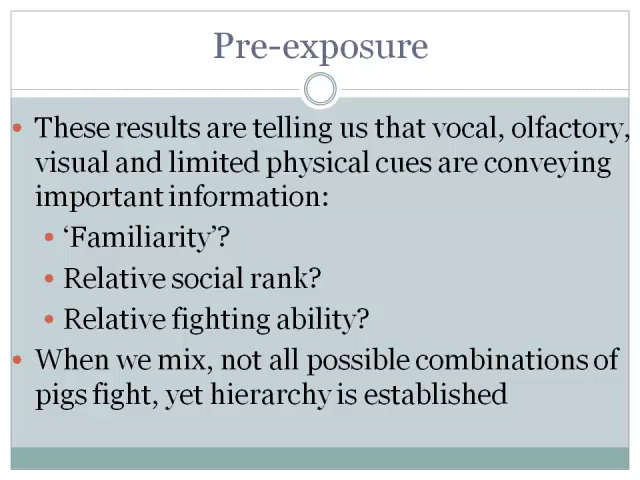 Pre-exposure
• These results are telling us that vocal, olfactory,
visual and limited physical cues are conveying
important information:
• ‘Familiarity’?
• Relative social rank?
• Relative fighting ability?
• When we mix, not all possible combinations of
pigs fight, yet hierarchy is established